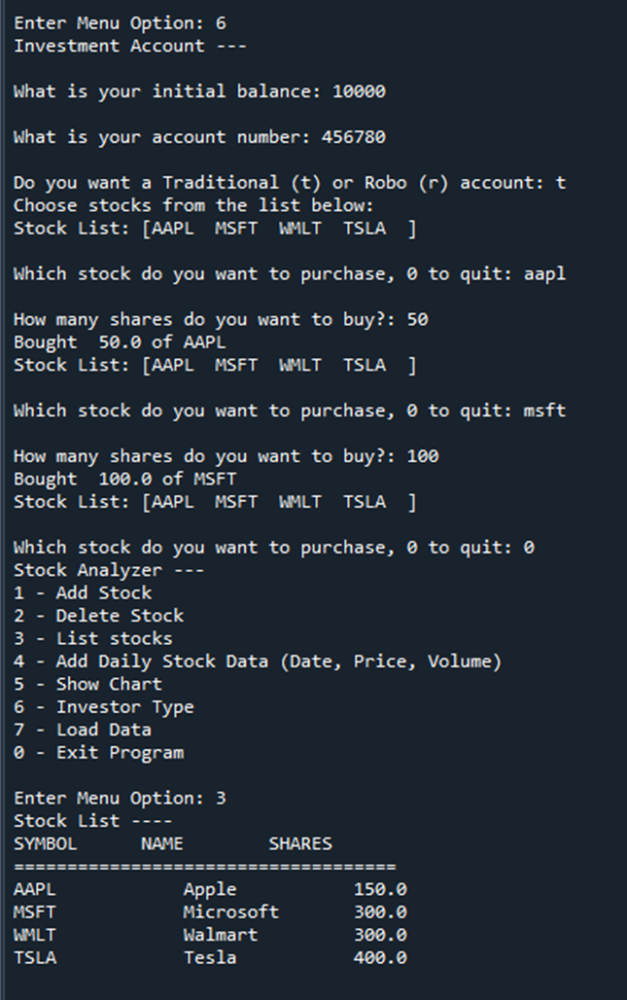 Enter Menu Option: 6
Investment Account ---
What is your initial balance: 10000
What is your account number: 456780
Do you want a Traditional (t) or Robo (r) account: t
Choose stocks from the list below:
Stock List: [AAPL  MSFT  WMLT  TSLA  ]
Which stock do you want to purchase, 0 to quit: aapl
How many shares do you want to buy?: 50
Bought  50.0 of AAPL
Stock List: [AAPL  MSFT  WMLT  TSLA  ]
Which stock do you want to purchase, 0 to quit: msft
How many shares do you want to buy?: 100
Bought  100.0 of MSFT
Stock List: [AAPL  MSFT  WMLT  TSLA  ]
Which stock do you want to purchase, 0 to quit: 0
Stock Analyzer ---
1 - Add Stock
2 - Delete Stock
3 - List stocks
4 - Add Daily Stock Data (Date, Price, Volume)
5 - Show Chart
6 - Investor Type
7 - Load Data
0 - Exit Program
Enter Menu Option: 3
Stock List ----
SYMBOL      NAME        SHARES
====================================
AAPL            Apple           150.0
MSFT            Microsoft       300.0
WMLT            Walmart         300.0
TSLA            Tesla           400.0